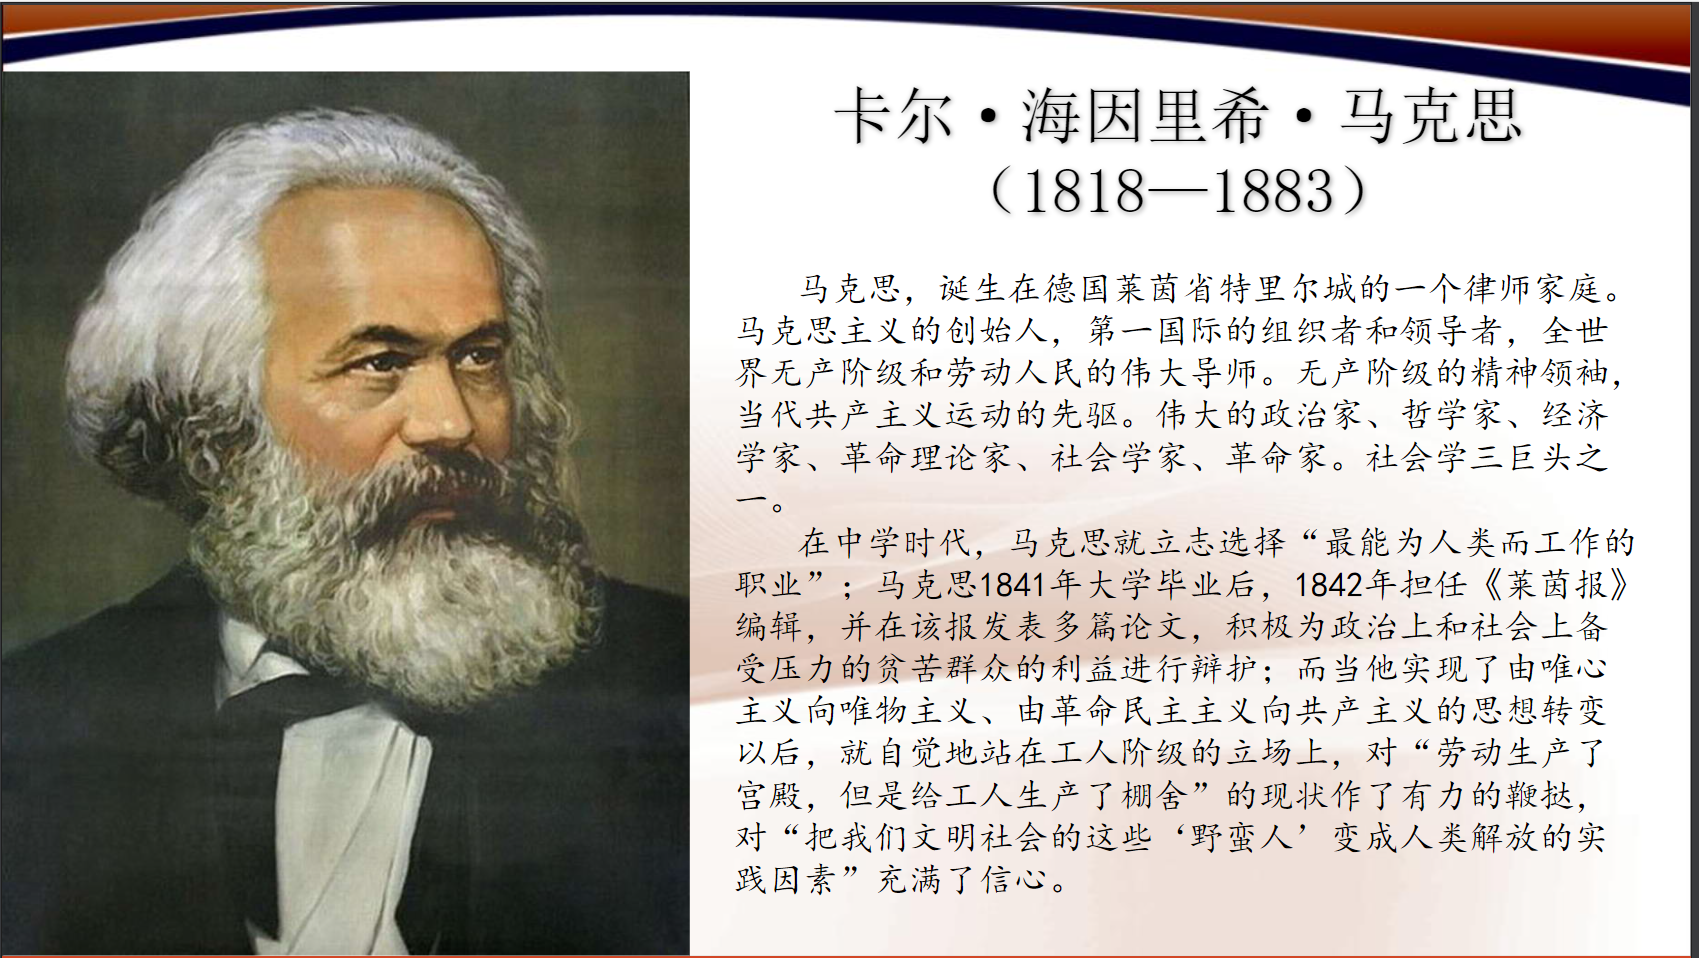 卡尔·海因里希·马克思
（1818—1883）
马克思，诞生在德国莱茵省特里尔城的一个律师家庭。
马克思主义的创始人，第一国际的组织者和领导者，全世
界无产阶级和劳动人民的伟大导师。无产阶级的精神领袖，
当代共产主义运动的先驱。伟大的政治家、哲学家、经济
学家、革命理论家、社会学家、革命家。社会学三巨头之
一。
在中学时代，马克思就立志选择“最能为人类而工作的
职业”；马克思1841年大学毕业后，1842年担任《莱茵报》
编辑，并在该报发表多篇论文，积极为政治上和社会上备
受压力的贫苦群众的利益进行辩护；而当他实现了由唯心
主义向唯物主义、由革命民主主义向共产主义的思想转变
以后，就自觉地站在工人阶级的立场上，对“劳动生产了
宫殿，但是给工人生产了棚舍”的现状作了有力的鞭挞，
对“把我们文明社会的这些‘野蛮人’变成人类解放的实
践因素”充满了信心。